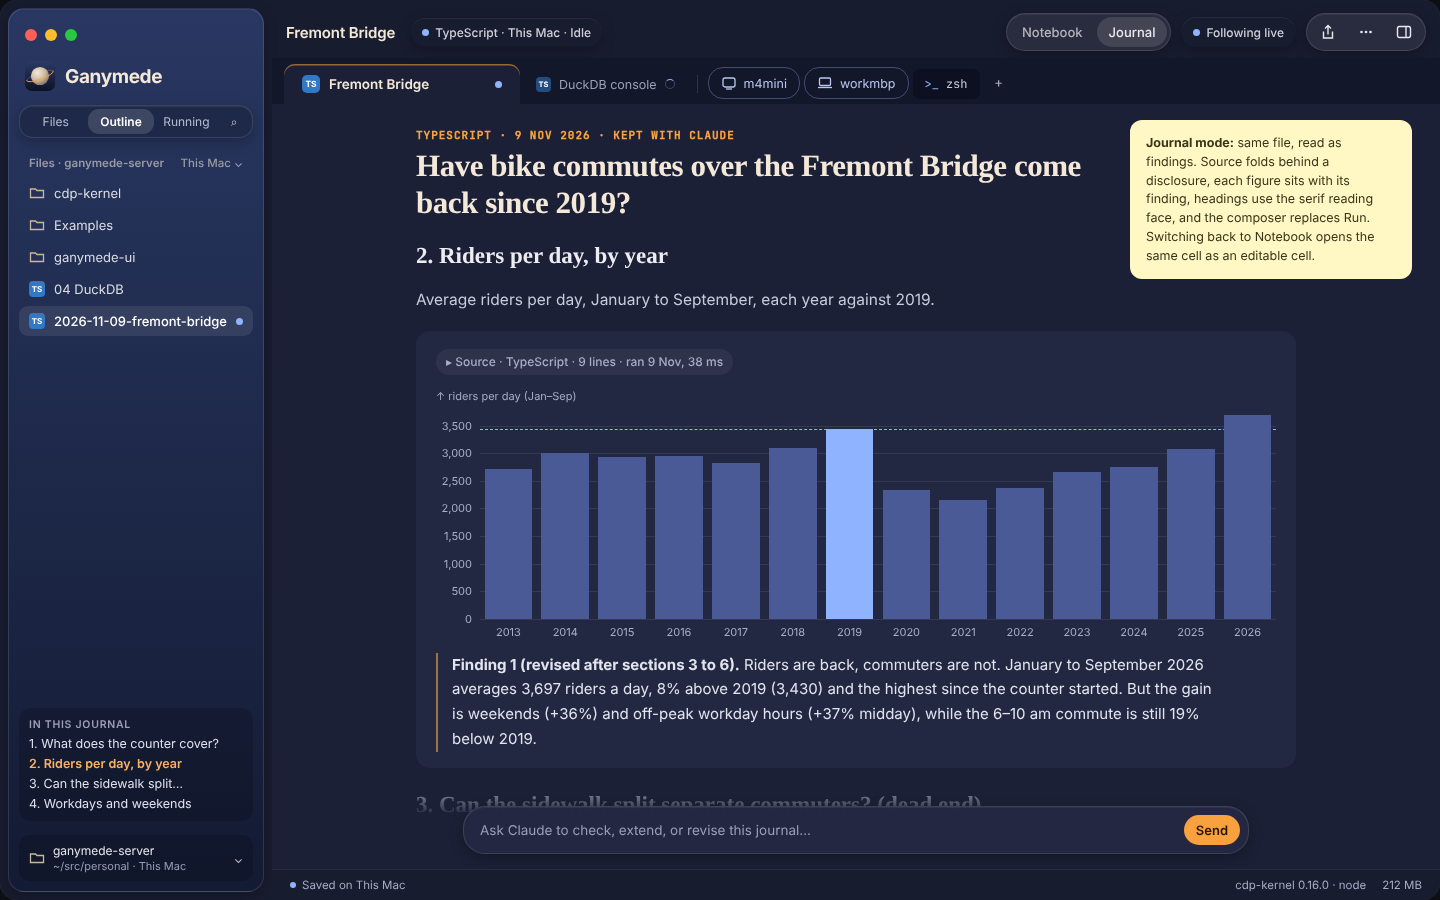 Fremont Bridge
TypeScript · This Mac · Idle
Notebook
Journal
Following live
Ganymede
Files
Outline
Running
Files · ganymede-server
This Mac
cdp-kernel
Examples
ganymede-ui
TS 04 DuckDB
TS 2026-11-09-fremont-bridge
IN THIS JOURNAL
1. What does the counter cover?
2. Riders per day, by year
3. Can the sidewalk split...
4. Workdays and weekends
ganymede-server
~/src/personal · This Mac
TS Fremont Bridge
TS DuckDB console
m4mini
workmbp
>_ zsh
+
TYPESCRIPT · 9 NOV 2026 · KEPT WITH CLAUDE
Have bike commutes over the Fremont Bridge come
back since 2019?
2. Riders per day, by year
Average riders per day, January to September, each year against 2019.
Journal mode: same file, read as
findings. Source folds behind a
disclosure, each figure sits with its
finding, headings use the serif reading
face, and the composer replaces Run.
Switching back to Notebook opens the
same cell as an editable cell.
▸ Source · TypeScript · 9 lines · ran 9 Nov, 38 ms
↑ riders per day (Jan–Sep)
3,500
3,000
2,500
2,000
1,500
1,000
500
0
2013 2014 2015 2016 2017 2018 2019 2020 2021 2022 2023 2024 2025 2026
Finding 1 (revised after sections 3 to 6). Riders are back, commuters are not. January to September 2026
averages 3,697 riders a day, 8% above 2019 (3,430) and the highest since the counter started. But the gain
is weekends (+36%) and off-peak workday hours (+37% midday), while the 6–10 am commute is still 19%
below 2019.
3. Can the sidewalk split separate commuters? (dead end)
Ask Claude to check, extend, or revise this journal...
Send
Saved on This Mac
cdp-kernel 0.16.0 · node
212 MB